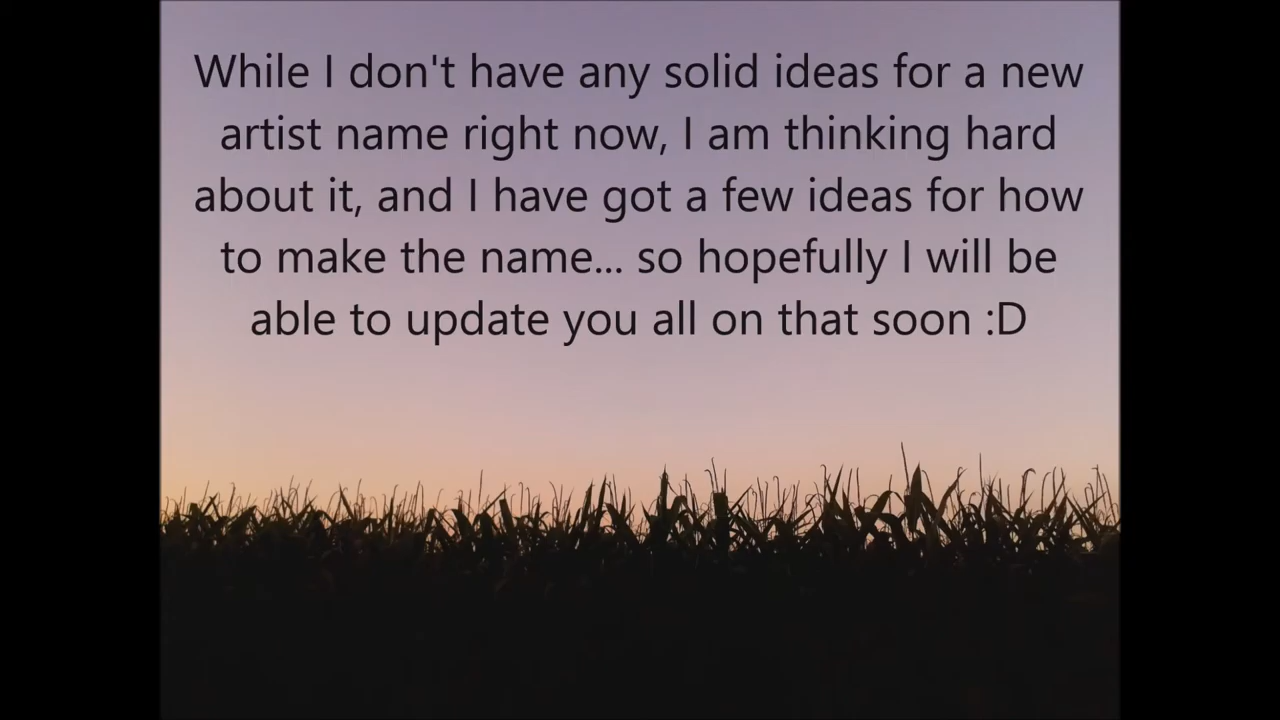 While I don't have any solid ideas for a new
artist name right now, I am thinking hard
about it, and I have got a few ideas for how
to make the name... so hopefully I will be
able to update you all on that soon :D